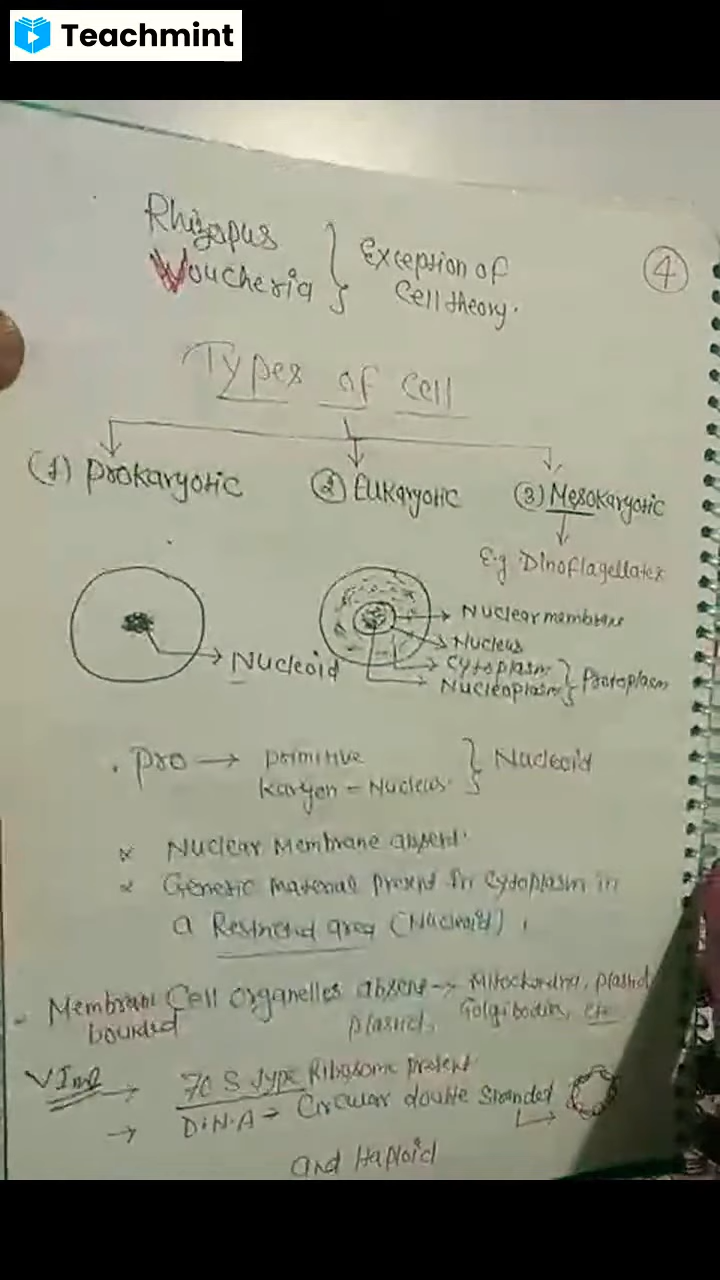 Teachmint
Rhizopus
Voucheria
Exception of
Cell theory.
4
Types of Cell
(1) Prokaryotic
(2) Eukaryotic
(3) Mesokaryotic
E.g Dinoflagellates
Nuclear membrane
Nucleus
Cytoplasm
Nucleoplasm
Protoplasm
Nucleoid
Pro → primitive
Karyon = Nucleus
Nucleoid
Nuclear Membrane absent
Genetic material present in cytoplasm in
a Restricted area (Nucleoid)
Membrane Cell organelles absent → Mitochondria, plastid
bounded
plastid, Golgibodies, etc
V Imp → 70 S type Ribosome present
→ D.N.A → Circular double stranded
and Haploid